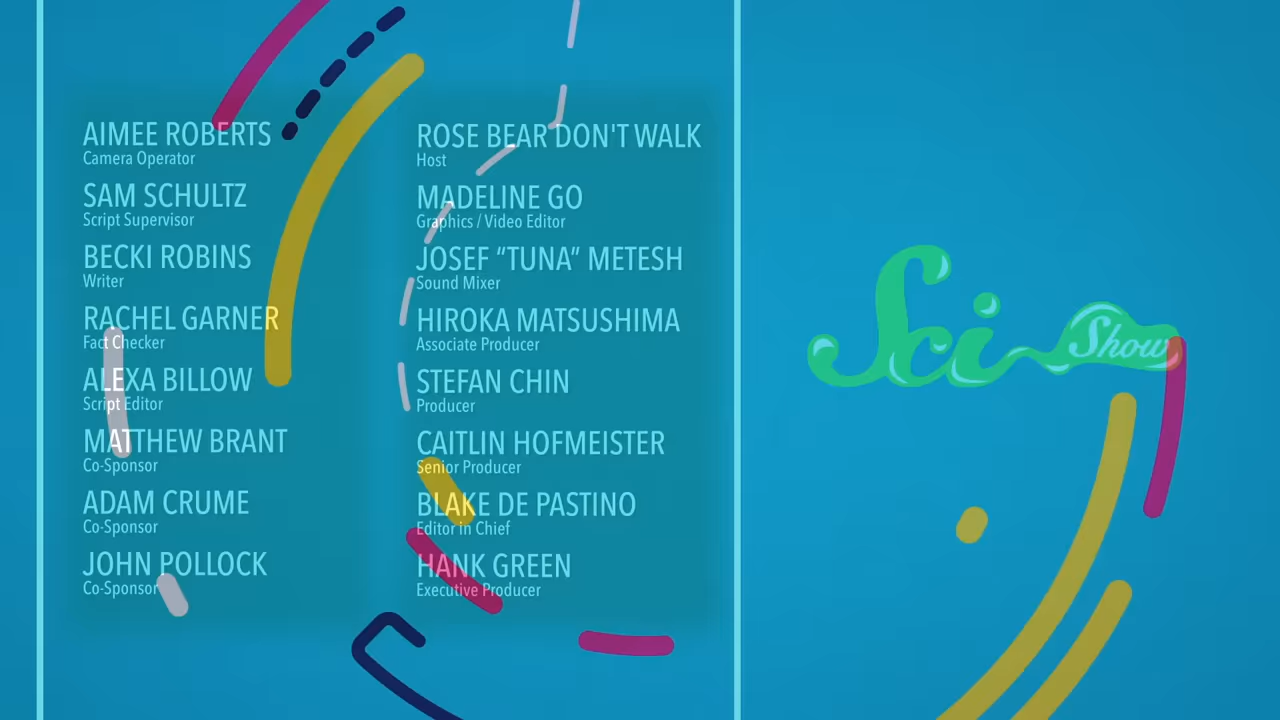 AIMEE ROBERTS
Camera Operator
SAM SCHULTZ
Script Supervisor
BECKI ROBINS
Writer
RACHEL GARNER
Fact Checker
ALEXA BILLOW
Script Editor
MATTHEW BRANT
Co-Sponsor
ADAM CRUME
Co-Sponsor
JOHN POLLOCK
Co-Sponsor
ROSE BEAR DON'T WALK
Host
MADELINE GO
Graphics / Video Editor
JOSEF “TUNA” METESH
Sound Mixer
HIROKA MATSUSHIMA
Associate Producer
STEFAN CHIN
Producer
CAITLIN HOFMEISTER
Senior Producer
BLAKE DE PASTINO
Editor in Chief
HANK GREEN
Executive Producer
Sci Show